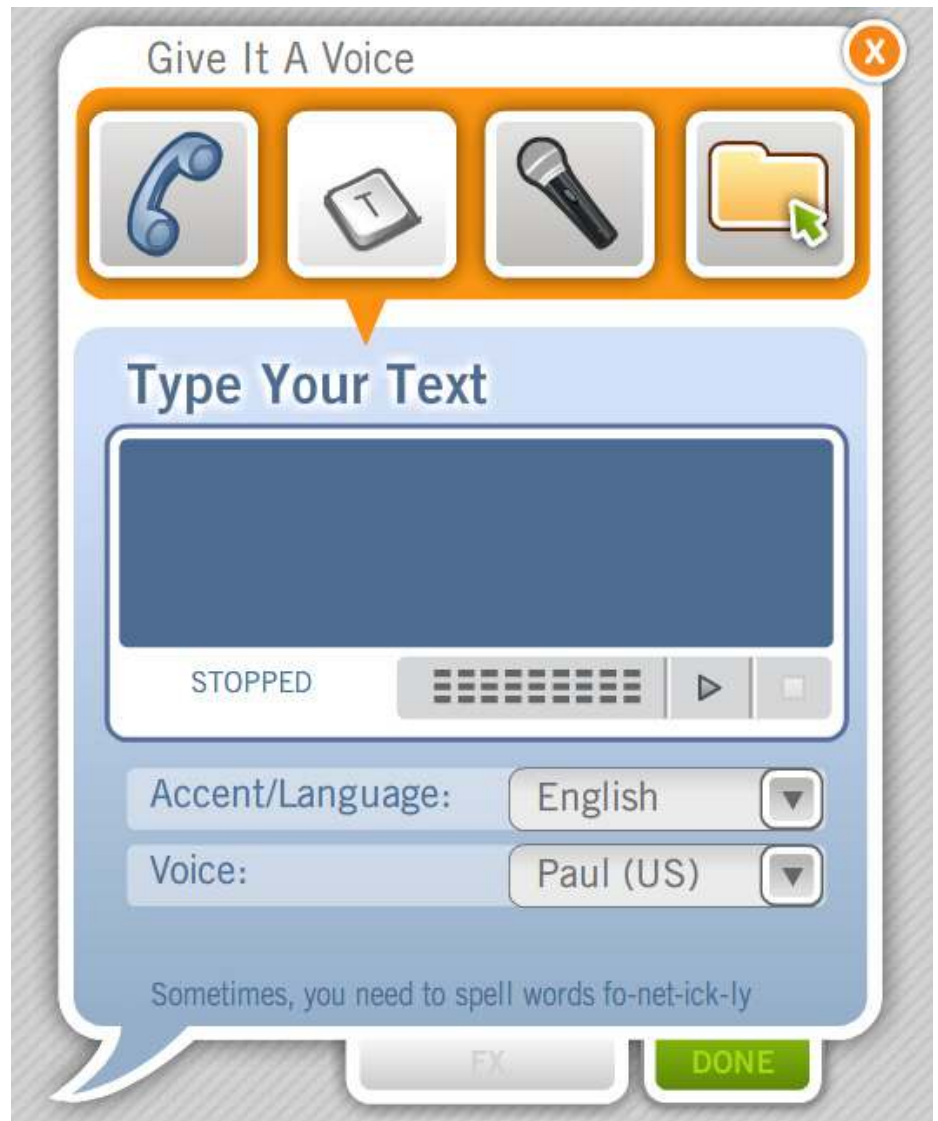 Give It A Voice
X
T
Type Your Text
STOPPED
Accent/Language: English
Voice: Paul (US)
Sometimes, you need to spell words fo-net-ick-ly
FX DONE